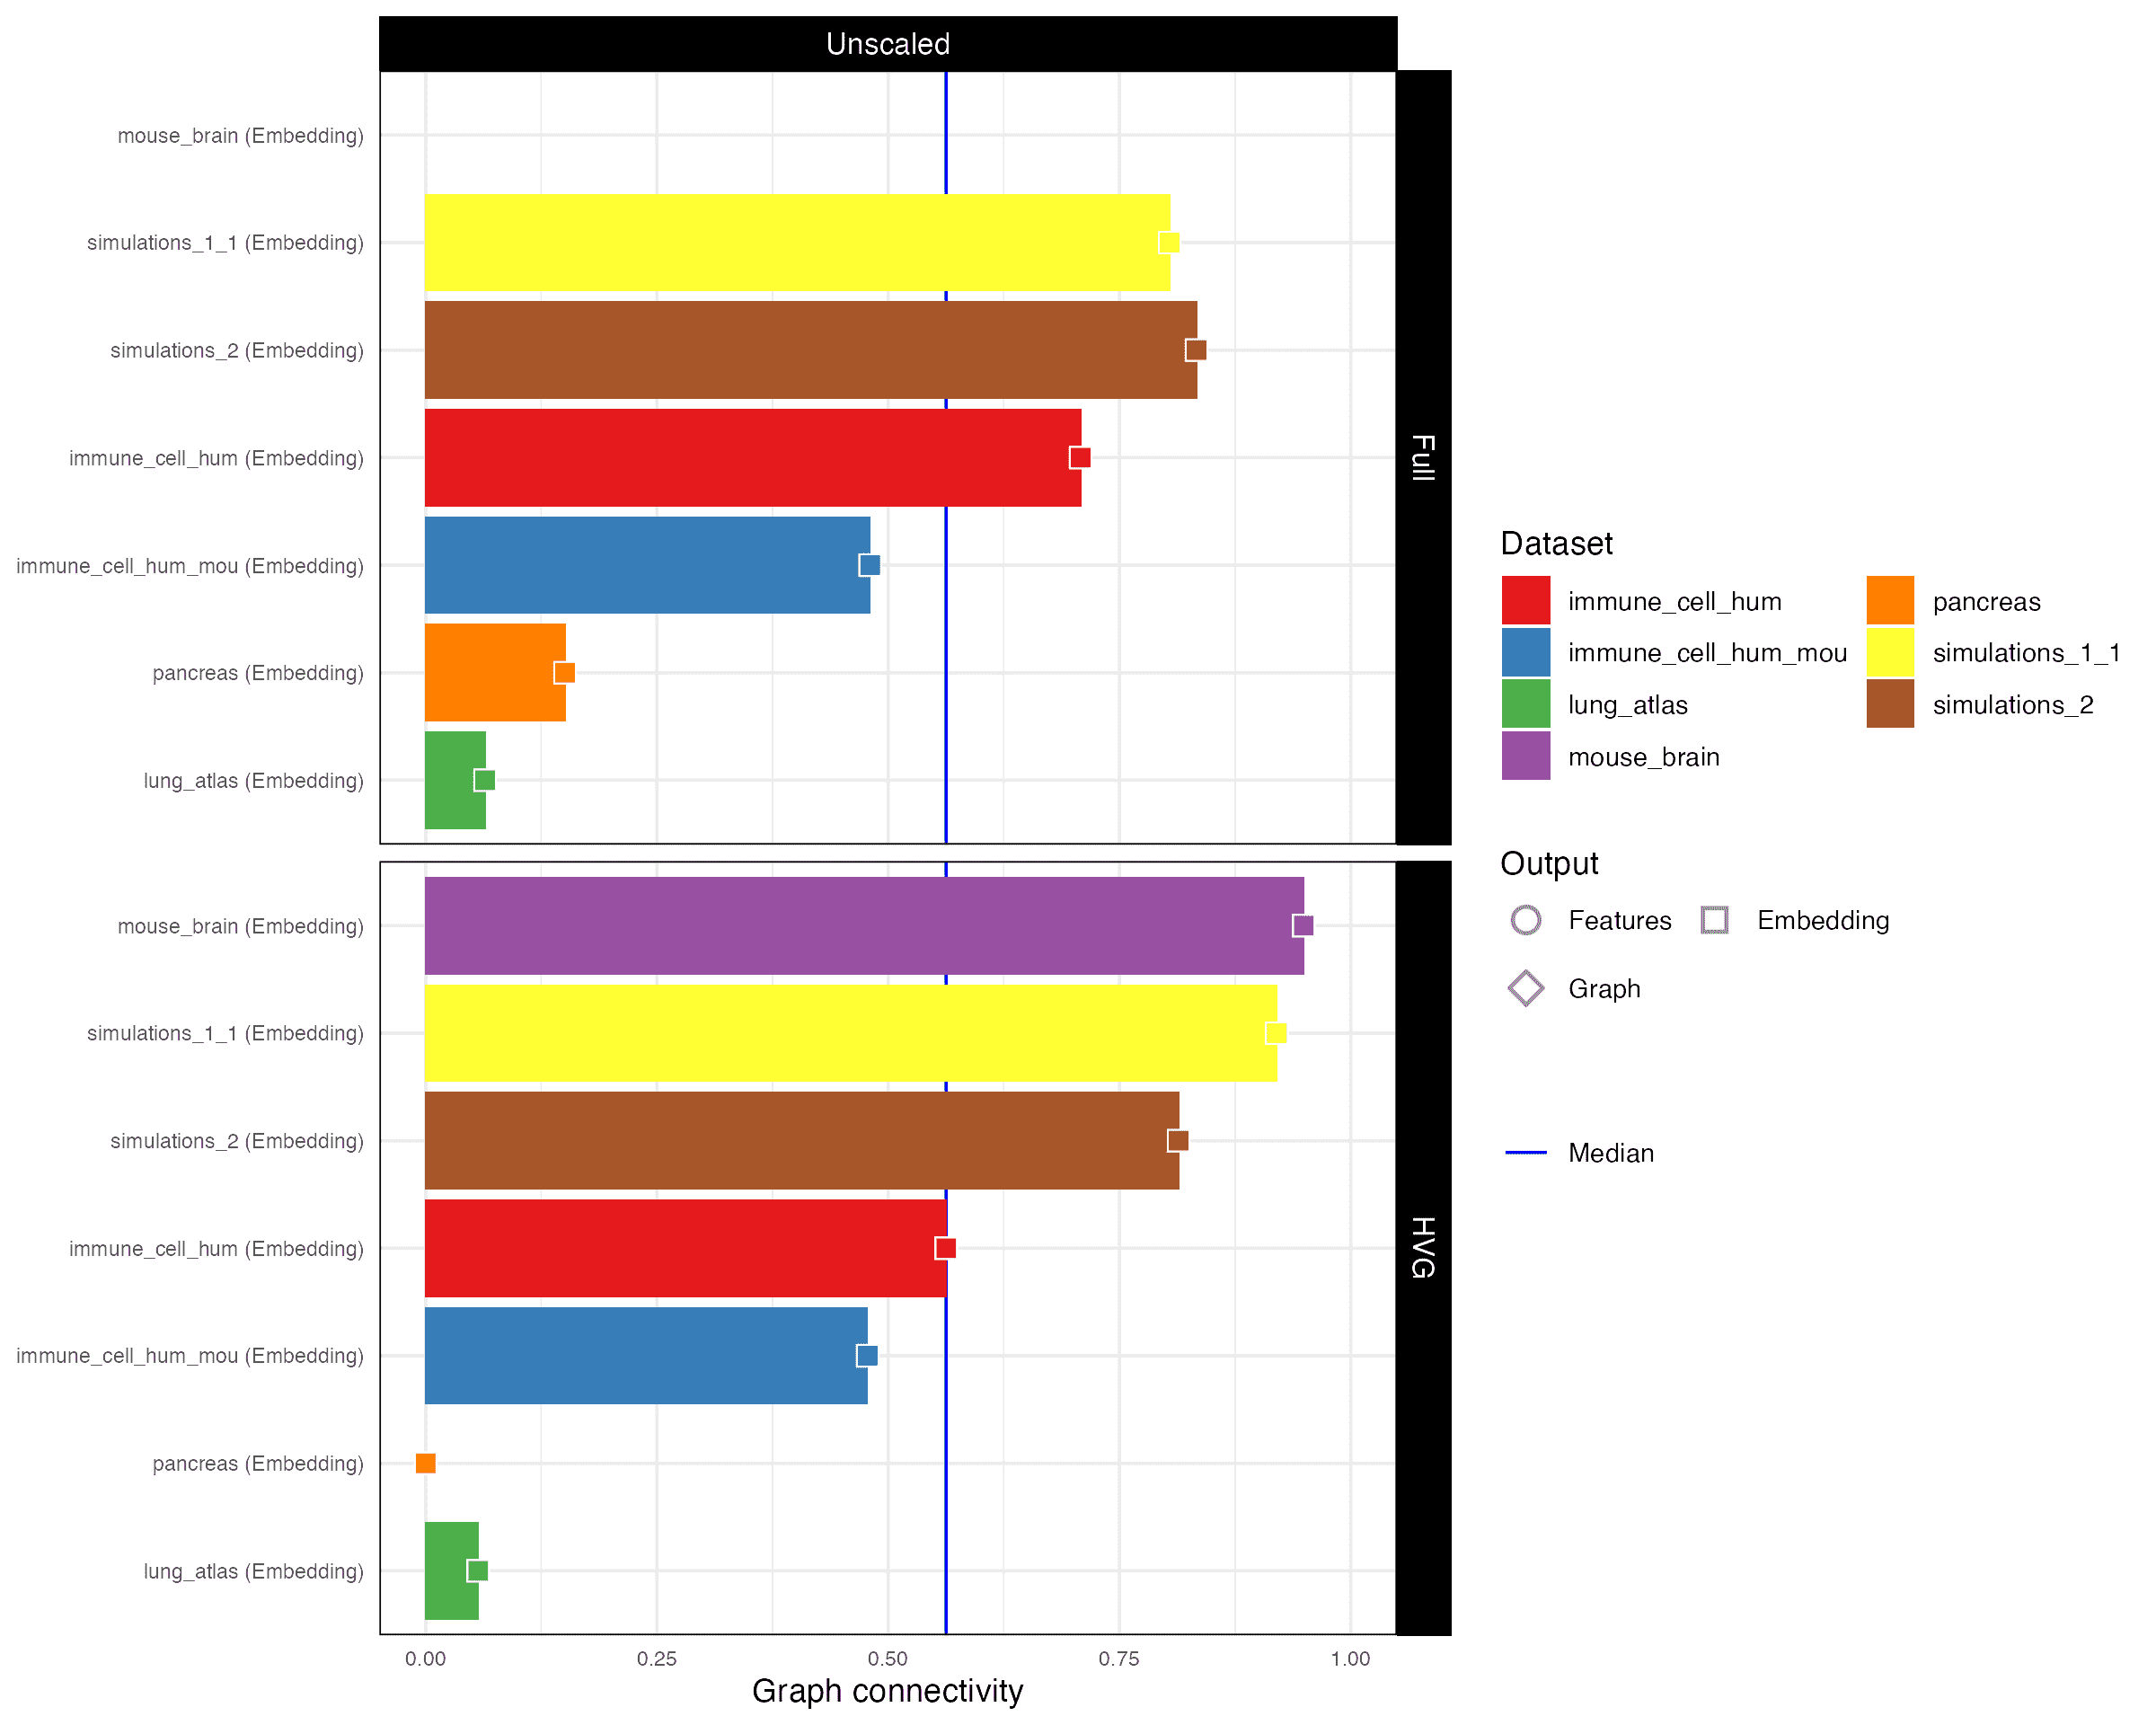 Unscaled
mouse_brain (Embedding)
simulations_1_1 (Embedding)
simulations_2 (Embedding)
immune_cell_hum (Embedding)
immune_cell_hum_mou (Embedding)
pancreas (Embedding)
lung_atlas (Embedding)
Full
mouse_brain (Embedding)
simulations_1_1 (Embedding)
simulations_2 (Embedding)
immune_cell_hum (Embedding)
immune_cell_hum_mou (Embedding)
pancreas (Embedding)
lung_atlas (Embedding)
HVG
0.00 0.25 0.50 0.75 1.00
Graph connectivity
Dataset
immune_cell_hum pancreas
immune_cell_hum_mou simulations_1_1
lung_atlas simulations_2
mouse_brain
Output
Features Embedding
Graph
Median